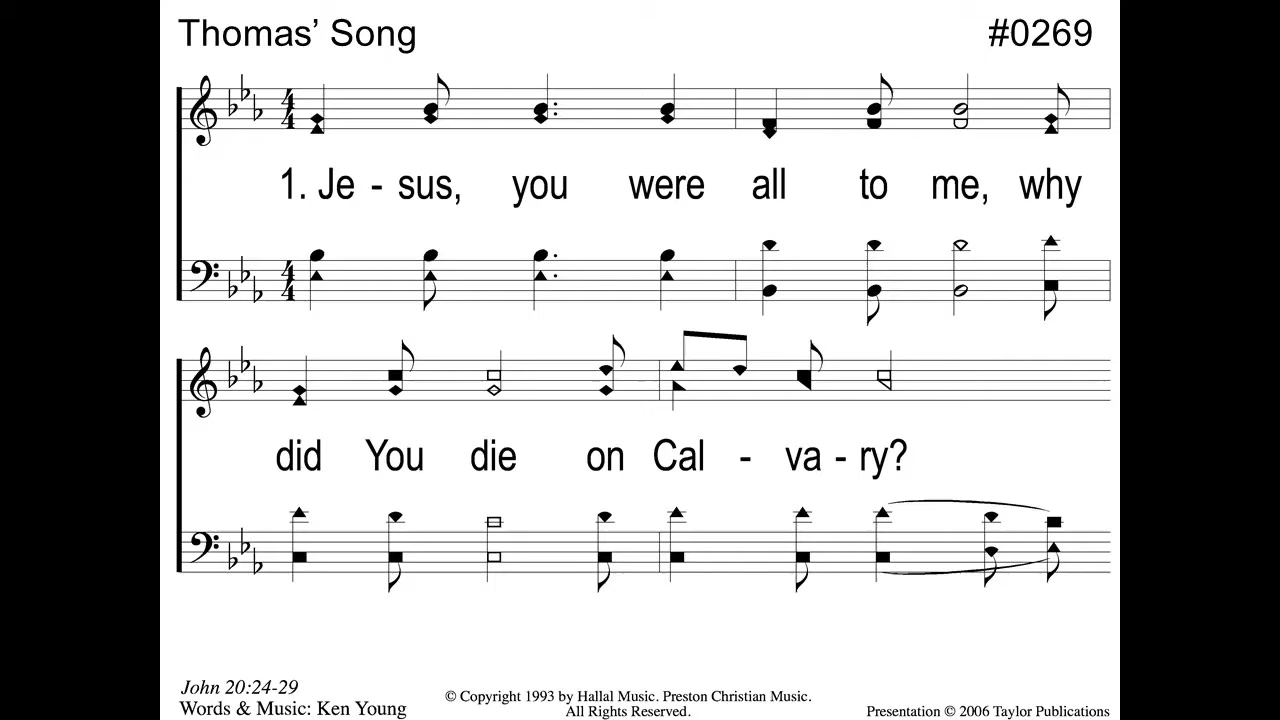 Thomas’ Song #0269
1. Je - sus, you were all to me, why
did You die on Cal - va - ry?
John 20:24-29
Words & Music: Ken Young
© Copyright 1993 by Hallal Music. Preston Christian Music.
All Rights Reserved.
Presentation © 2006 Taylor Publications